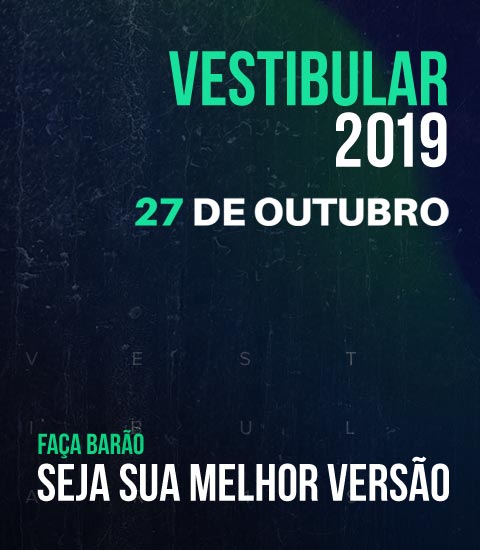 VESTIBULAR
2019
27 DE OUTUBRO
V E S T
I B U L
FAÇA BARÃO
SEJA SUA MELHOR VERSÃO